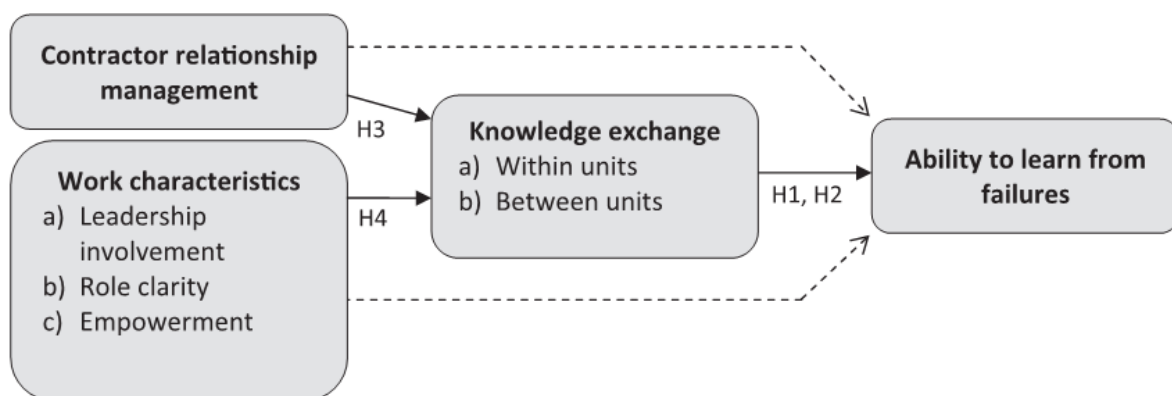 Contractor relationship
management
H3
Work characteristics
a) Leadership
involvement
b) Role clarity
c) Empowerment
H4
Knowledge exchange
a) Within units
b) Between units
H1, H2
Ability to learn from
failures